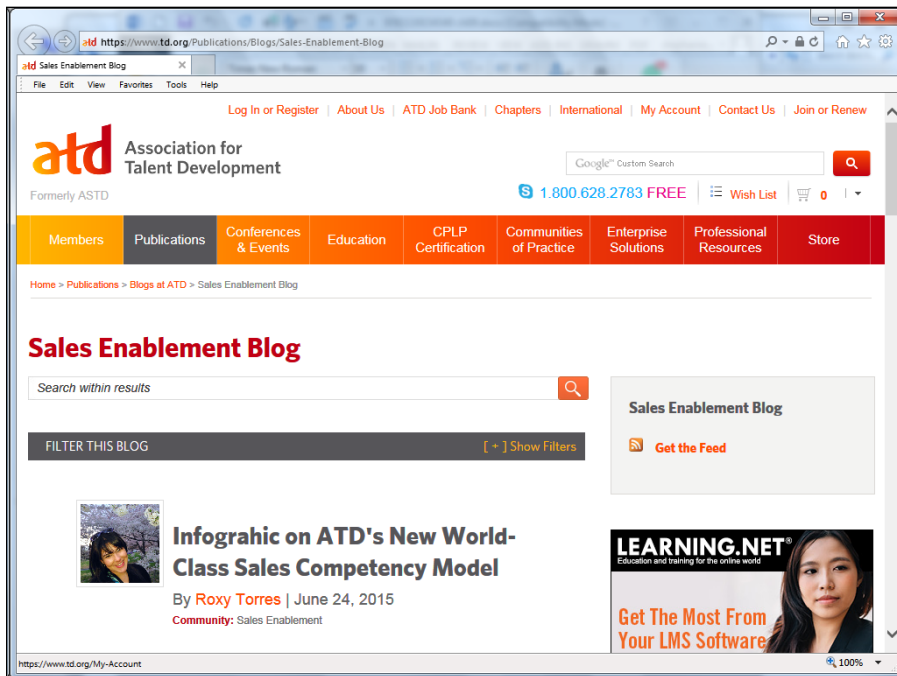 atd https://www.td.org/Publications/Blogs/Sales-Enablement-Blog
atd Sales Enablement Blog
File Edit View Favorites Tools Help
Log In or Register | About Us | ATD Job Bank | Chapters | International | My Account | Contact Us | Join or Renew
atd Association for
Talent Development
Google™ Custom Search
Formerly ASTD
1.800.628.2783 FREE
Wish List
0
Members
Publications
Conferences
& Events
Education
CPLP
Certification
Communities
of Practice
Enterprise
Solutions
Professional
Resources
Store
Home > Publications > Blogs at ATD > Sales Enablement Blog
Sales Enablement Blog
Search within results
FILTER THIS BLOG
[ + ] Show Filters
Sales Enablement Blog
Get the Feed
Infograhic on ATD's New World-
Class Sales Competency Model
By Roxy Torres | June 24, 2015
Community: Sales Enablement
LEARNING.NET®
Education and training for the online world
Get The Most From
Your LMS Software
https://www.td.org/My-Account
100%